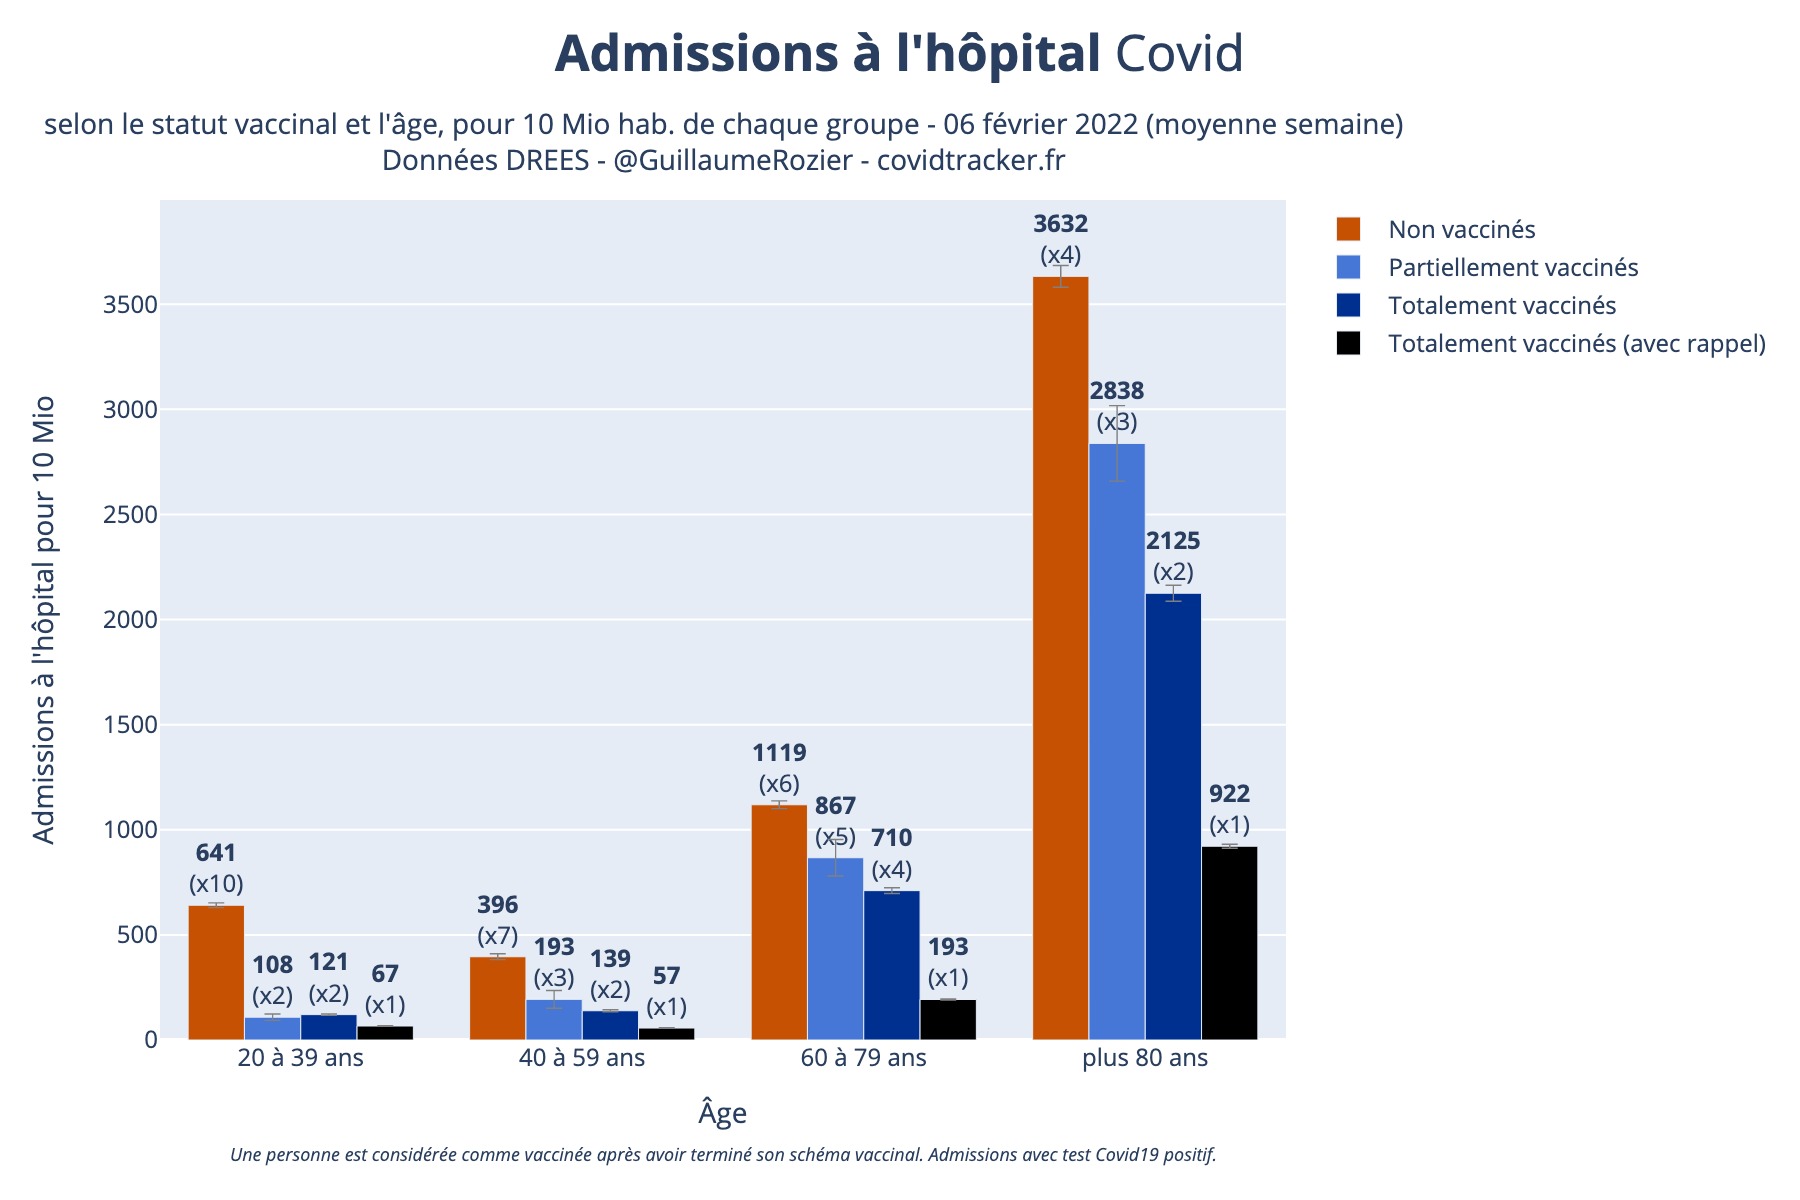 Admissions à l'hôpital Covid
selon le statut vaccinal et l'âge, pour 10 Mio hab. de chaque groupe - 06 février 2022 (moyenne semaine)
Données DREES - @GuillaumeRozier - covidtracker.fr
Non vaccinés
Partiellement vaccinés
Totalement vaccinés
Totalement vaccinés (avec rappel)
Admissions à l'hôpital pour 10 Mio
3500
3000
2500
2000
1500
1000
500
0
641
(x10)
108
(x2)
121
(x2)
67
(x1)
396
(x7)
193
(x3)
139
(x2)
57
(x1)
1119
(x6)
867
(x5)
710
(x4)
193
(x1)
3632
(x4)
2838
(x3)
2125
(x2)
922
(x1)
20 à 39 ans
40 à 59 ans
60 à 79 ans
plus 80 ans
Âge
Une personne est considérée comme vaccinée après avoir terminé son schéma vaccinal. Admissions avec test Covid19 positif.